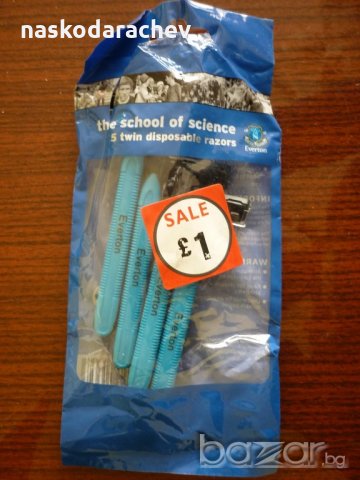 naskodarachev
the school of science
5 twin disposable razors
Everton
SALE
£1
Everton
Everton
Everton
Everton
bazar.bg